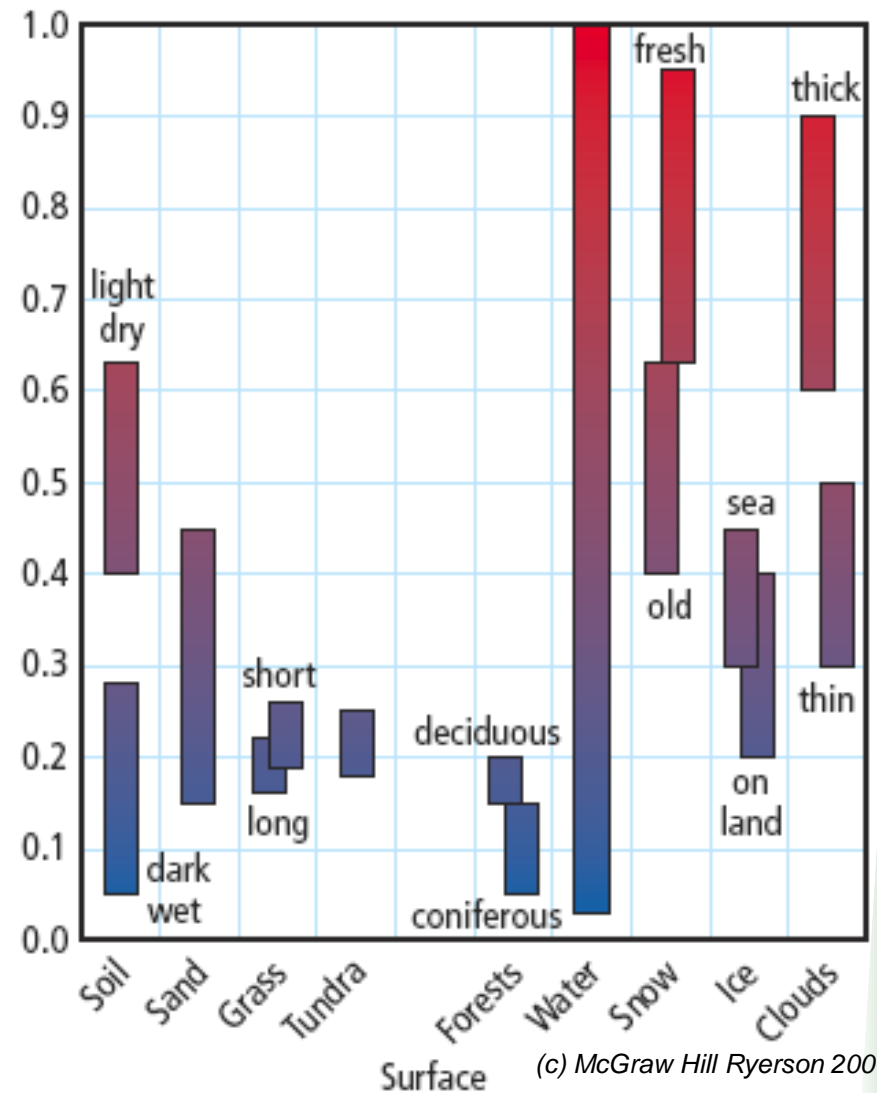 1.0
0.9
0.8
0.7
0.6
0.5
0.4
0.3
0.2
0.1
0.0
light
dry
dark
wet
short
long
deciduous
coniferous
fresh
old
sea
on
land
thick
thin
Soil
Sand
Grass
Tundra
Forests
Water
Snow
Ice
Clouds
Surface
(c) McGraw Hill Ryerson 200